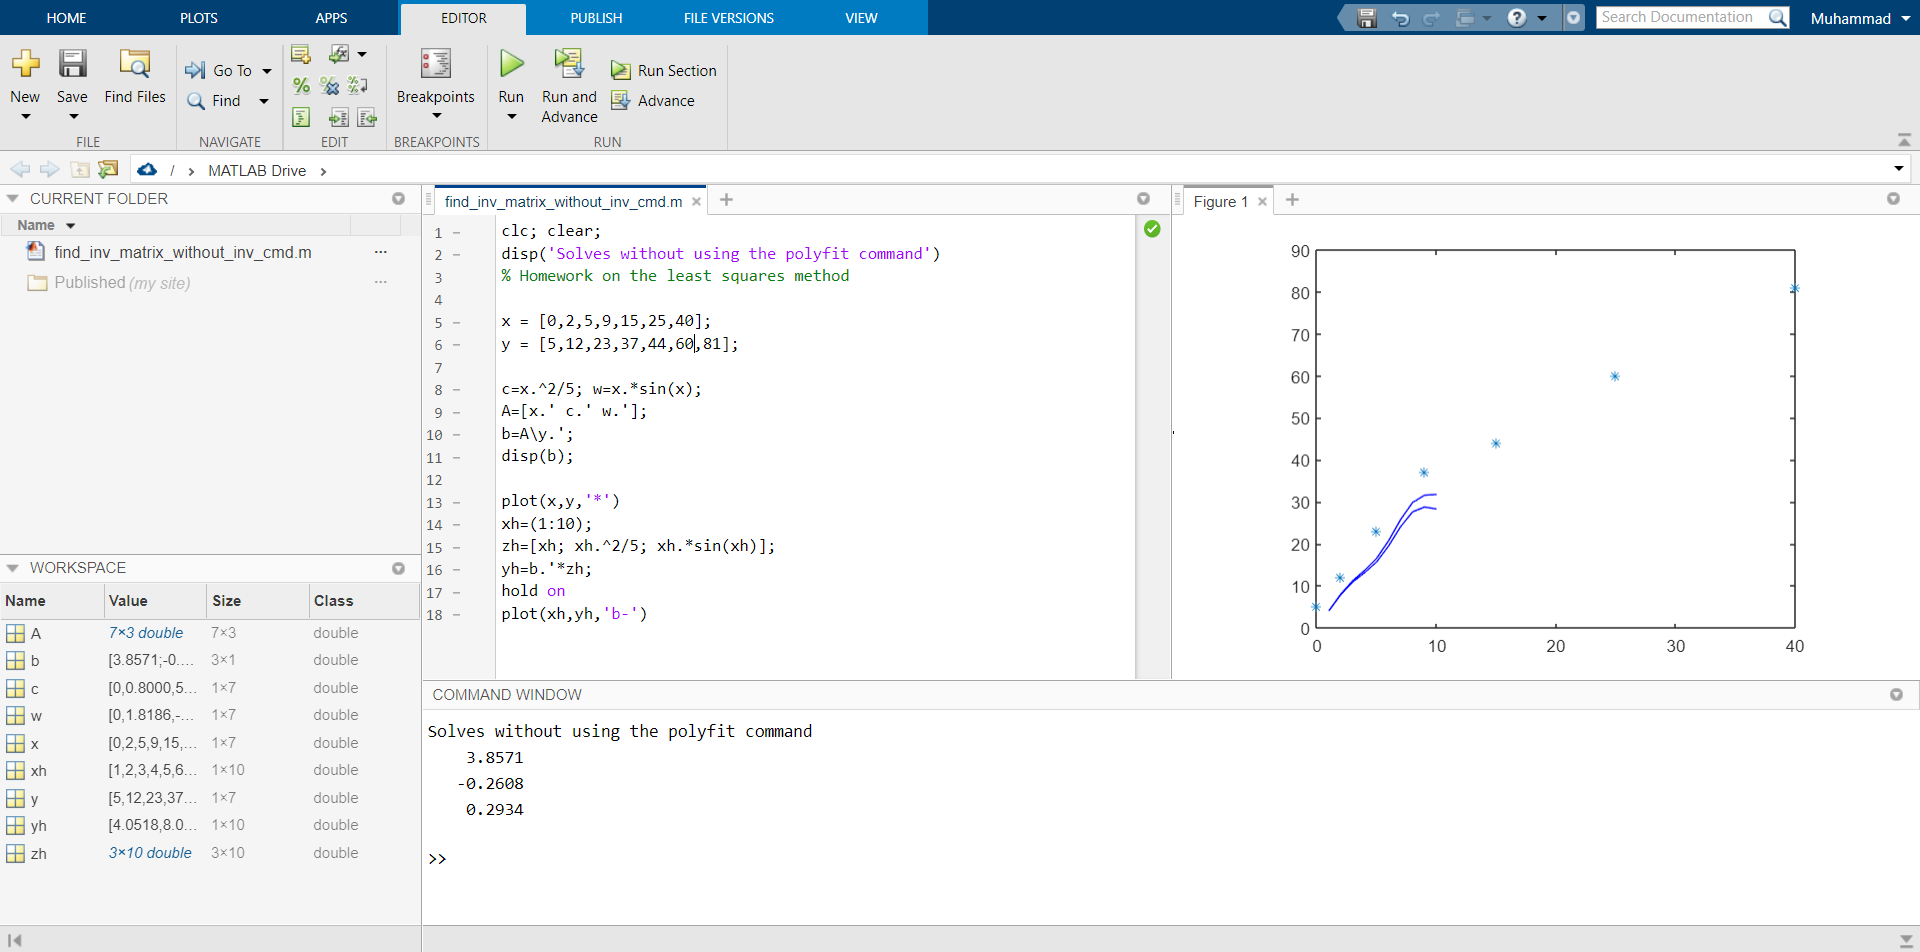 HOME PLOTS APPS EDITOR PUBLISH FILE VERSIONS VIEW Search Documentation Muhammad
New Save Find Files Go To Find Breakpoints Run Run and Advance Run Section Advance
FILE NAVIGATE EDIT BREAKPOINTS RUN
/ › MATLAB Drive ›
CURRENT FOLDER
Name
find_inv_matrix_without_inv_cmd.m ...
Published (my site) ...
WORKSPACE
Name Value Size Class
A 7×3 double 7×3 double
b [3.8571;-0.... 3×1 double
c [0,0.8000,5... 1×7 double
w [0,1.8186,-... 1×7 double
x [0,2,5,9,15,... 1×7 double
xh [1,2,3,4,5,6... 1×10 double
y [5,12,23,37... 1×7 double
yh [4.0518,8.0... 1×10 double
zh 3×10 double 3×10 double
find_inv_matrix_without_inv_cmd.m × +
1 – clc; clear;
2 – disp('Solves without using the polyfit command')
3 % Homework on the least squares method
4
5 – x = [0,2,5,9,15,25,40];
6 – y = [5,12,23,37,44,60,81];
7
8 – c=x.^2/5; w=x.*sin(x);
9 – A=[x.' c.' w.'];
10 – b=A\y.';
11 – disp(b);
12
13 – plot(x,y,'*')
14 – xh=(1:10);
15 – zh=[xh; xh.^2/5; xh.*sin(xh)];
16 – yh=b.'*zh;
17 – hold on
18 – plot(xh,yh,'b-')
Figure 1 × +
90
80
70
60
50
40
30
20
10
0
0 10 20 30 40
COMMAND WINDOW
Solves without using the polyfit command
3.8571
-0.2608
0.2934
>>